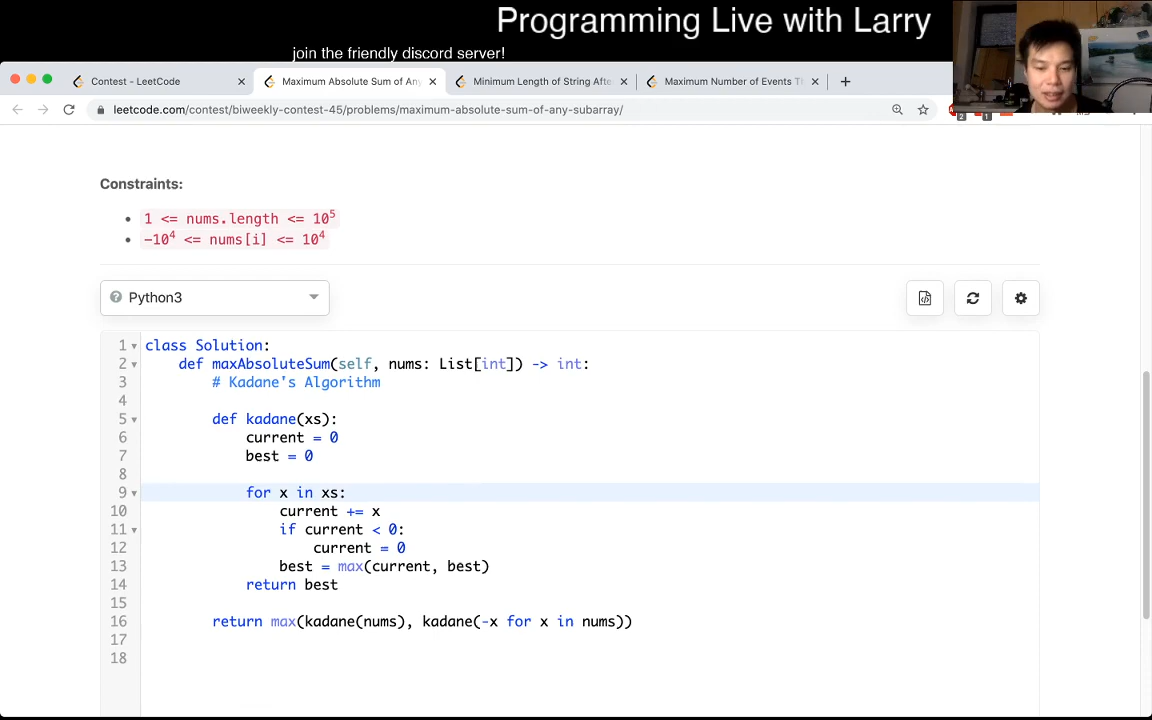 Programming Live with Larry
join the friendly discord server!
Contest - LeetCode
Maximum Absolute Sum of An
Minimum Length of String Afte
Maximum Number of Events T
leetcode.com/contest/biweekly-contest-45/problems/maximum-absolute-sum-of-any-subarray/
2
1
Constraints:
1 <= nums.length <= 10⁵
-10⁴ <= nums[i] <= 10⁴
Python3
1 class Solution:
2 def maxAbsoluteSum(self, nums: List[int]) -> int:
3 # Kadane's Algorithm
4
5 def kadane(xs):
6 current = 0
7 best = 0
8
9 for x in xs:
10 current += x
11 if current < 0:
12 current = 0
13 best = max(current, best)
14 return best
15
16 return max(kadane(nums), kadane(-x for x in nums))
17
18